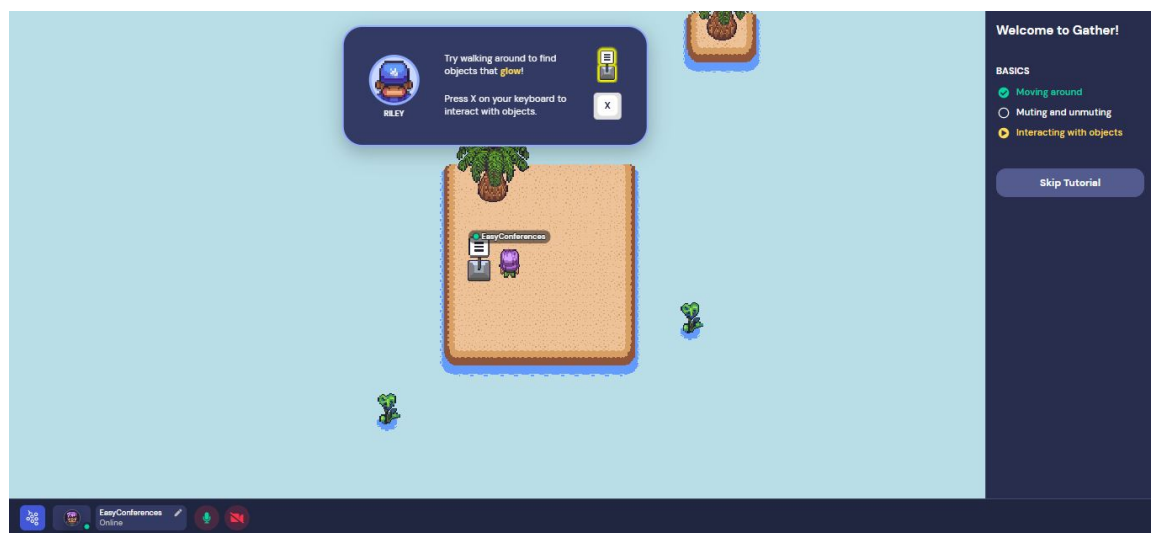 Try walking around to find
objects that glow!
Press X on your keyboard to
interact with objects.
X
RILEY
EasyConferences
Welcome to Gather!
BASICS
Moving around
Muting and unmuting
Interacting with objects
Skip Tutorial
EasyConferences
Online